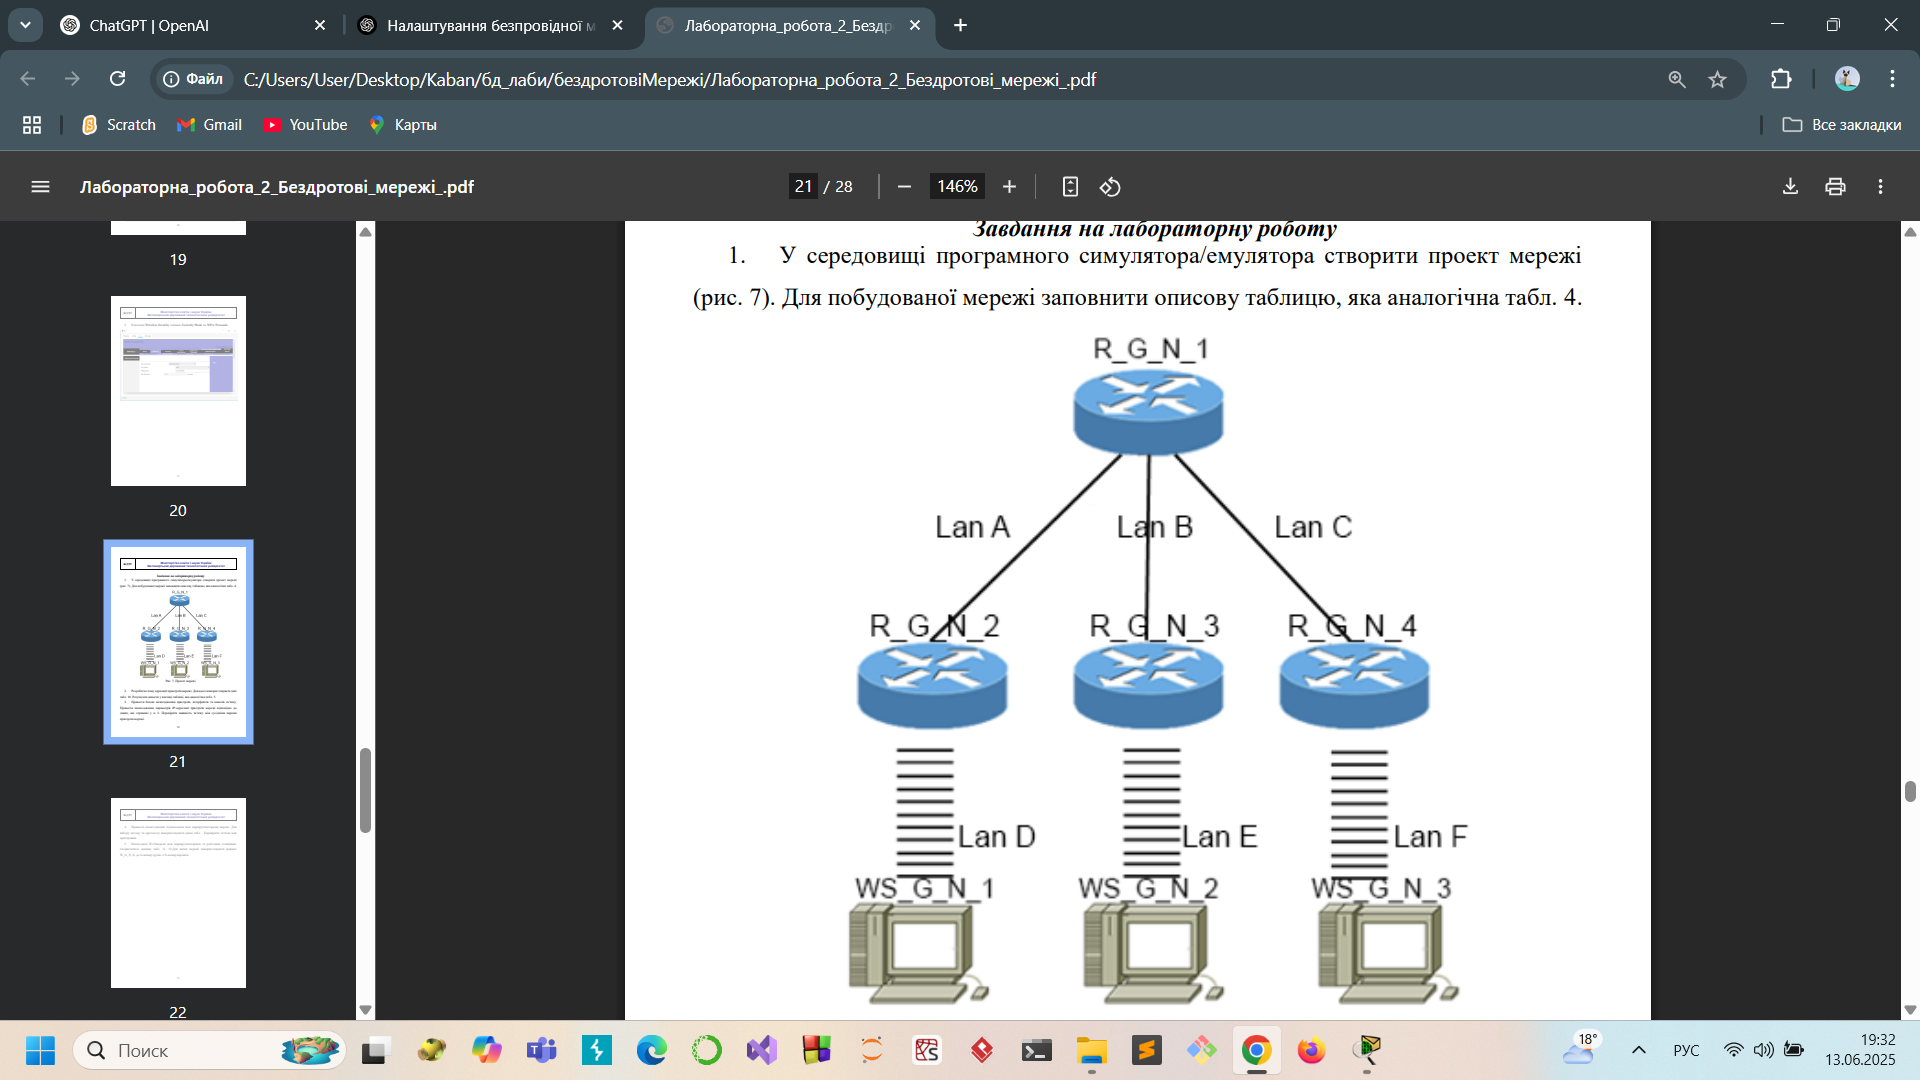 ChatGPT | OpenAI
Налаштування безпровідної м
Лабораторна_робота_2_Бездр
Файл
C:/Users/User/Desktop/Kaban/бд_лаби/бездротовіМережі/Лабораторна_робота_2_Бездротові_мережі_.pdf
Scratch
Gmail
YouTube
Карты
Все закладки
Лабораторна_робота_2_Бездротові_мережі_.pdf
21 / 28
146%
19
20
21
22
Завдання на лабораторну роботу
1. У середовищі програмного симулятора/емулятора створити проект мережі
(рис. 7). Для побудованої мережі заповнити описову таблицю, яка аналогічна табл. 4.
R_G_N_1
Lan A
Lan B
Lan C
R_G_N_2
R_G_N_3
R_G_N_4
Lan D
Lan E
Lan F
WS_G_N_1
WS_G_N_2
WS_G_N_3
Поиск
18°
РУС
19:32
13.06.2025